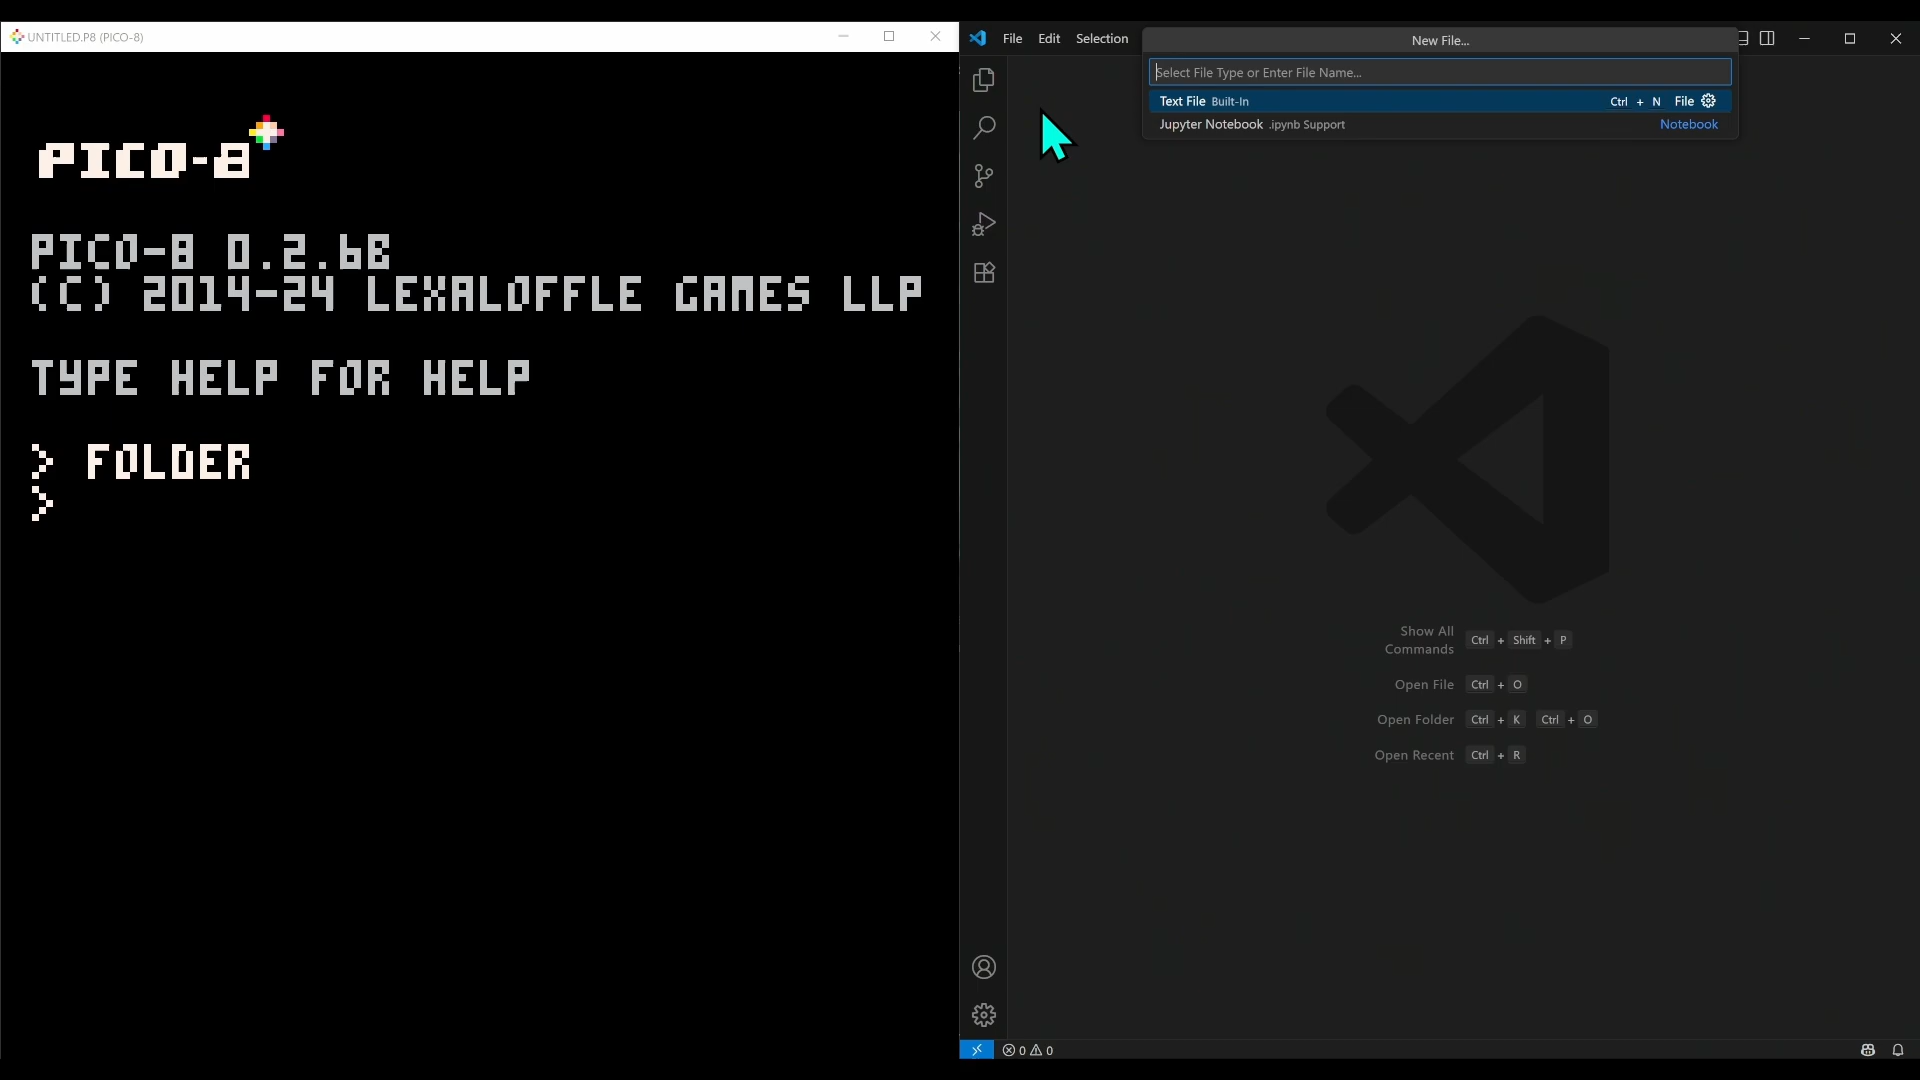 UNTITLED.P8 (PICO-8)
PICO-8
PICO-8 0.2.6B
(C) 2014-24 LEXALOFFLE GAMES LLP
TYPE HELP FOR HELP
> FOLDER
>
File Edit Selection
New File...
Select File Type or Enter File Name...
Text File Built-In Ctrl + N File
Jupyter Notebook .ipynb Support Notebook
Show All
Commands Ctrl + Shift + P
Open File Ctrl + O
Open Folder Ctrl + K Ctrl + O
Open Recent Ctrl + R
0 0